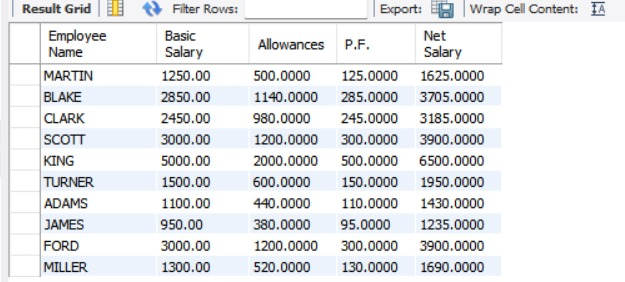 Result Grid Filter Rows: Export: Wrap Cell Content:
Employee Name Basic Salary Allowances P.F. Net Salary
MARTIN 1250.00 500.0000 125.0000 1625.0000
BLAKE 2850.00 1140.0000 285.0000 3705.0000
CLARK 2450.00 980.0000 245.0000 3185.0000
SCOTT 3000.00 1200.0000 300.0000 3900.0000
KING 5000.00 2000.0000 500.0000 6500.0000
TURNER 1500.00 600.0000 150.0000 1950.0000
ADAMS 1100.00 440.0000 110.0000 1430.0000
JAMES 950.00 380.0000 95.0000 1235.0000
FORD 3000.00 1200.0000 300.0000 3900.0000
MILLER 1300.00 520.0000 130.0000 1690.0000